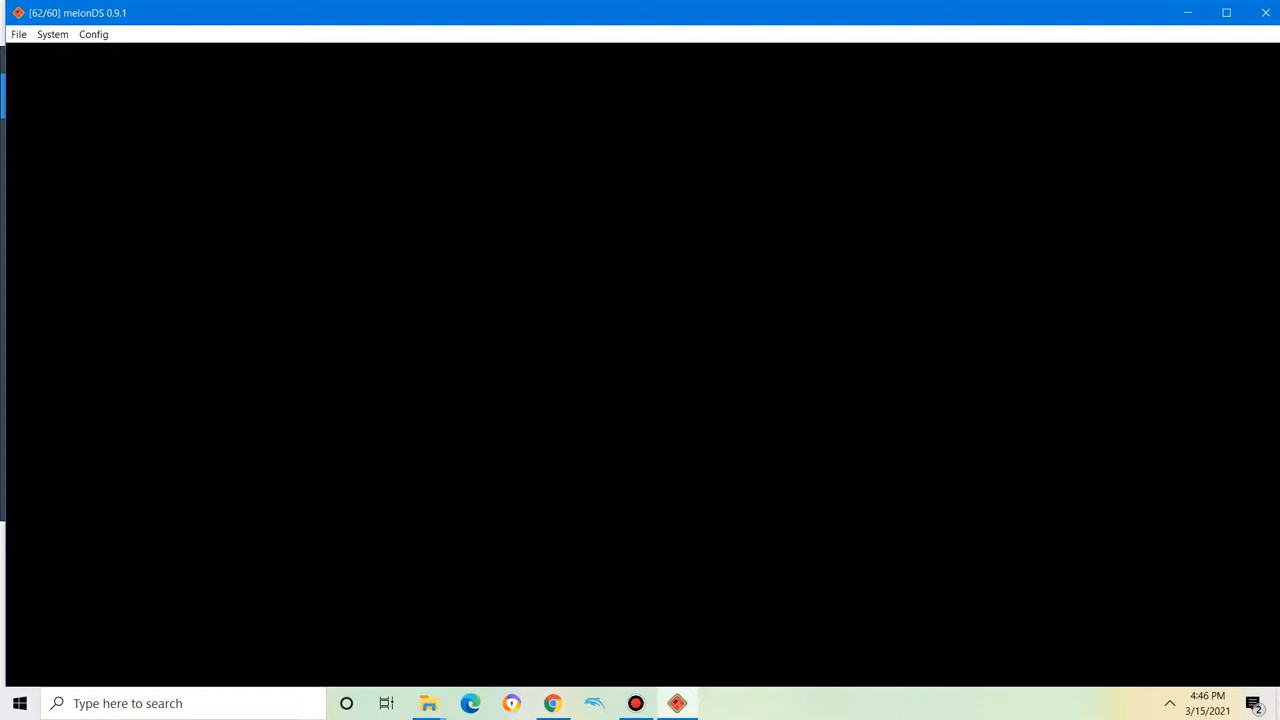 [62/60] melonDS 0.9.1
File System Config
Type here to search
4:46 PM
3/15/2021
2